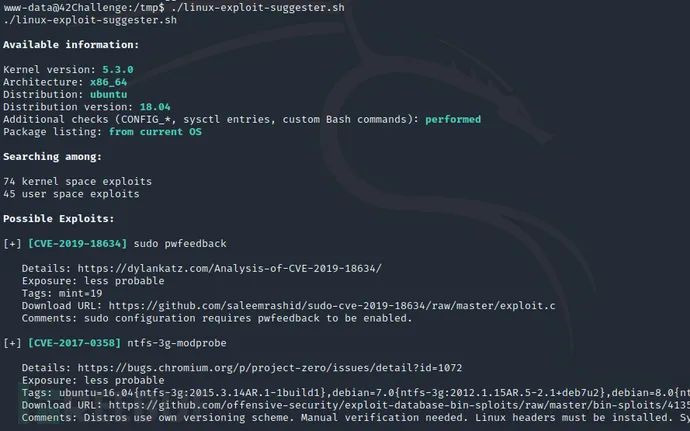 www-data@42Challenge:/tmp$ ./linux-exploit-suggester.sh
./linux-exploit-suggester.sh
Available information:
Kernel version: 5.3.0
Architecture: x86_64
Distribution: ubuntu
Distribution version: 18.04
Additional checks (CONFIG_*, sysctl entries, custom Bash commands): performed
Package listing: from current OS
Searching among:
74 kernel space exploits
45 user space exploits
Possible Exploits:
[+] [CVE-2019-18634] sudo pwfeedback
Details: https://dylankatz.com/Analysis-of-CVE-2019-18634/
Exposure: less probable
Tags: mint=19
Download URL: https://github.com/saleemrashid/sudo-cve-2019-18634/raw/master/exploit.c
Comments: sudo configuration requires pwfeedback to be enabled.
[+] [CVE-2017-0358] ntfs-3g-modprobe
Details: https://bugs.chromium.org/p/project-zero/issues/detail?id=1072
Exposure: less probable
Tags: ubuntu=16.04{ntfs-3g:2015.3.14AR.1-1build1},debian=7.0{ntfs-3g:2012.1.15AR.5-2.1+deb7u2},debian=8.0{nt
Download URL: https://github.com/offensive-security/exploit-database-bin-sploits/raw/master/bin-sploits/4135
Comments: Distros use own versioning scheme. Manual verification needed. Linux headers must be installed. Sy